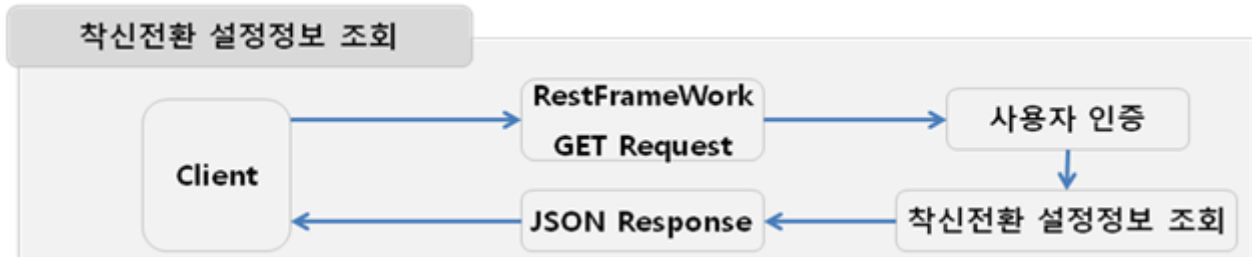 착신전환 설정정보 조회
RestFrameWork
GET Request
사용자 인증
Client
JSON Response
착신전환 설정정보 조회